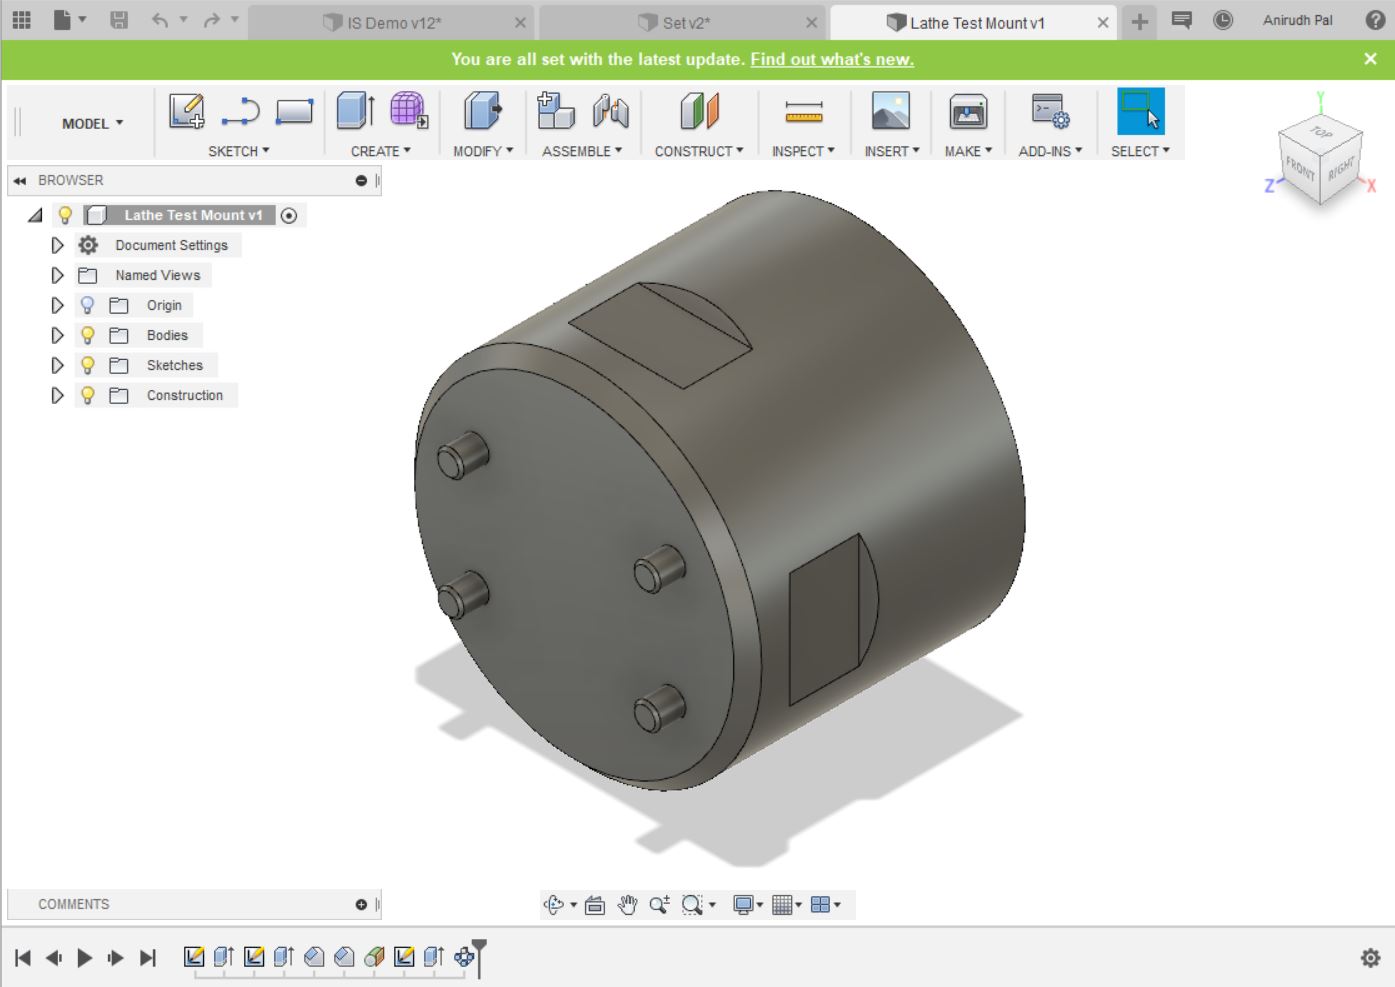 IS Demo v12*
Set v2*
Lathe Test Mount v1
Anirudh Pal
You are all set with the latest update. Find out what's new.
MODEL
SKETCH
CREATE
MODIFY
ASSEMBLE
CONSTRUCT
INSPECT
INSERT
MAKE
ADD-INS
SELECT
Y
TOP
FRONT
RIGHT
Z
X
BROWSER
Lathe Test Mount v1
Document Settings
Named Views
Origin
Bodies
Sketches
Construction
COMMENTS